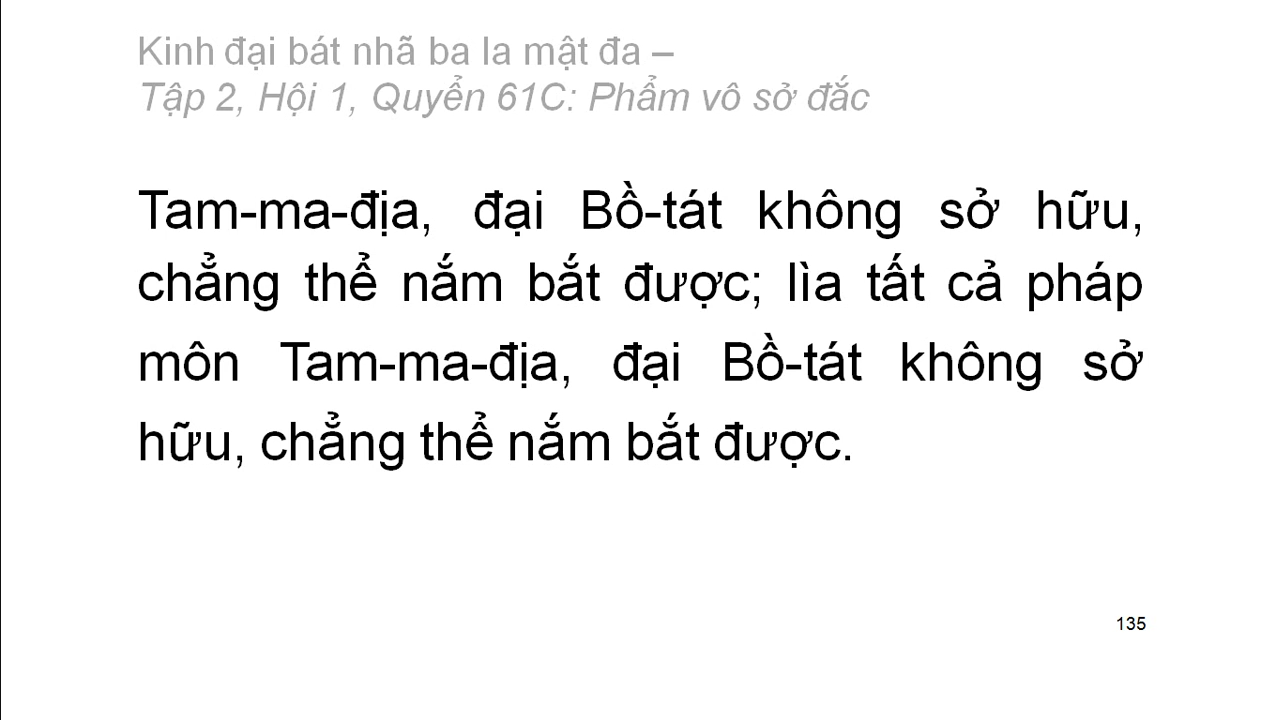 Kinh đại bát nhã ba la mật đa –
Tập 2, Hội 1, Quyển 61C: Phẩm vô sở đắc
Tam-ma-địa, đại Bồ-tát không sở hữu,
chẳng thể nắm bắt được; lìa tất cả pháp
môn Tam-ma-địa, đại Bồ-tát không sở
hữu, chẳng thể nắm bắt được.
135